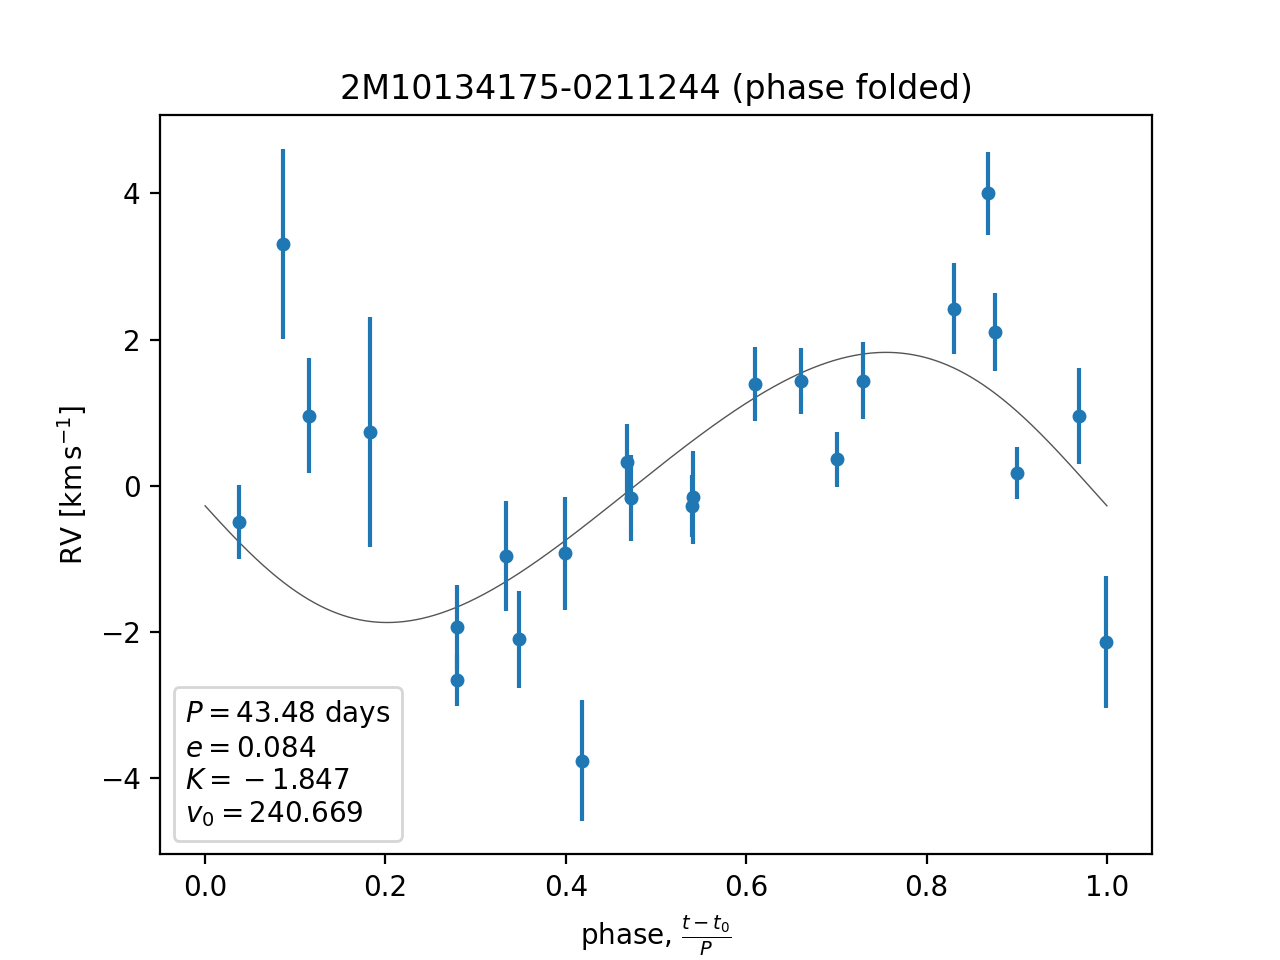 2M10134175-0211244 (phase folded)
RV [km s⁻¹]
4
2
0
−2
−4
P = 43.48 days
e = 0.084
K = −1.847
v₀ = 240.669
0.0 0.2 0.4 0.6 0.8 1.0
phase, (t − t₀)/P